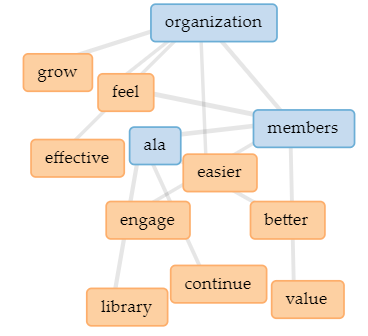 organization
grow
feel
members
ala
effective
easier
engage
better
continue
library
value